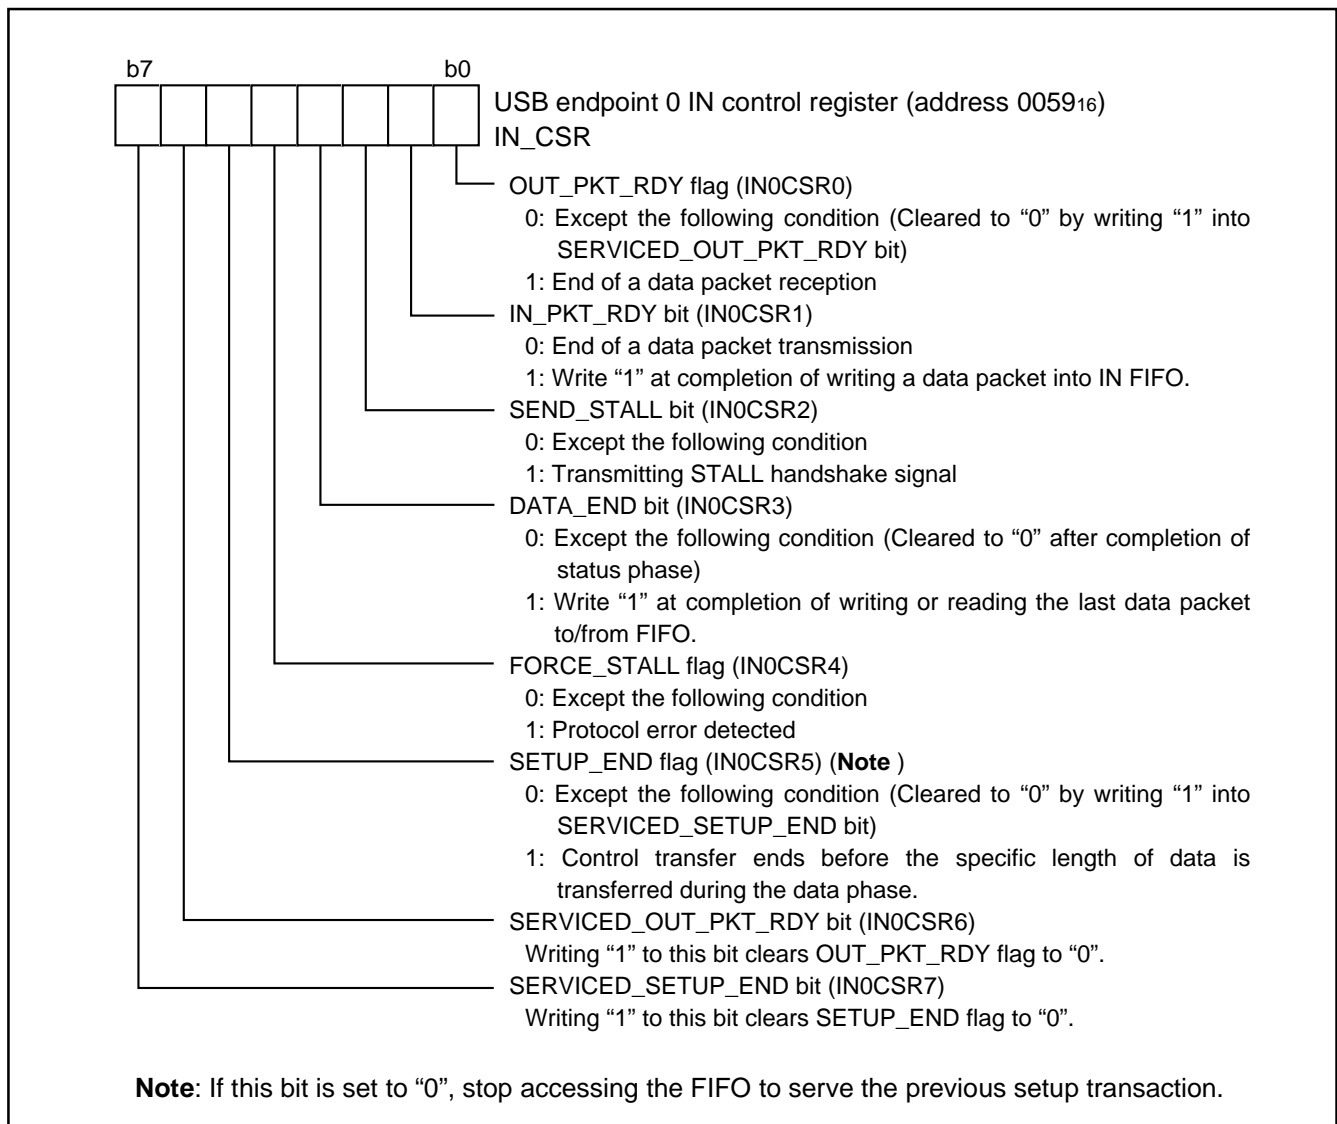 b7 b0
USB endpoint 0 IN control register (address 005916)
IN_CSR
OUT_PKT_RDY flag (IN0CSR0)
0: Except the following condition (Cleared to “0” by writing “1” into
SERVICED_OUT_PKT_RDY bit)
1: End of a data packet reception
IN_PKT_RDY bit (IN0CSR1)
0: End of a data packet transmission
1: Write “1” at completion of writing a data packet into IN FIFO.
SEND_STALL bit (IN0CSR2)
0: Except the following condition
1: Transmitting STALL handshake signal
DATA_END bit (IN0CSR3)
0: Except the following condition (Cleared to “0” after completion of
status phase)
1: Write “1” at completion of writing or reading the last data packet
to/from FIFO.
FORCE_STALL flag (IN0CSR4)
0: Except the following condition
1: Protocol error detected
SETUP_END flag (IN0CSR5) (Note )
0: Except the following condition (Cleared to “0” by writing “1” into
SERVICED_SETUP_END bit)
1: Control transfer ends before the specific length of data is
transferred during the data phase.
SERVICED_OUT_PKT_RDY bit (IN0CSR6)
Writing “1” to this bit clears OUT_PKT_RDY flag to “0”.
SERVICED_SETUP_END bit (IN0CSR7)
Writing “1” to this bit clears SETUP_END flag to “0”.
Note: If this bit is set to “0”, stop accessing the FIFO to serve the previous setup transaction.